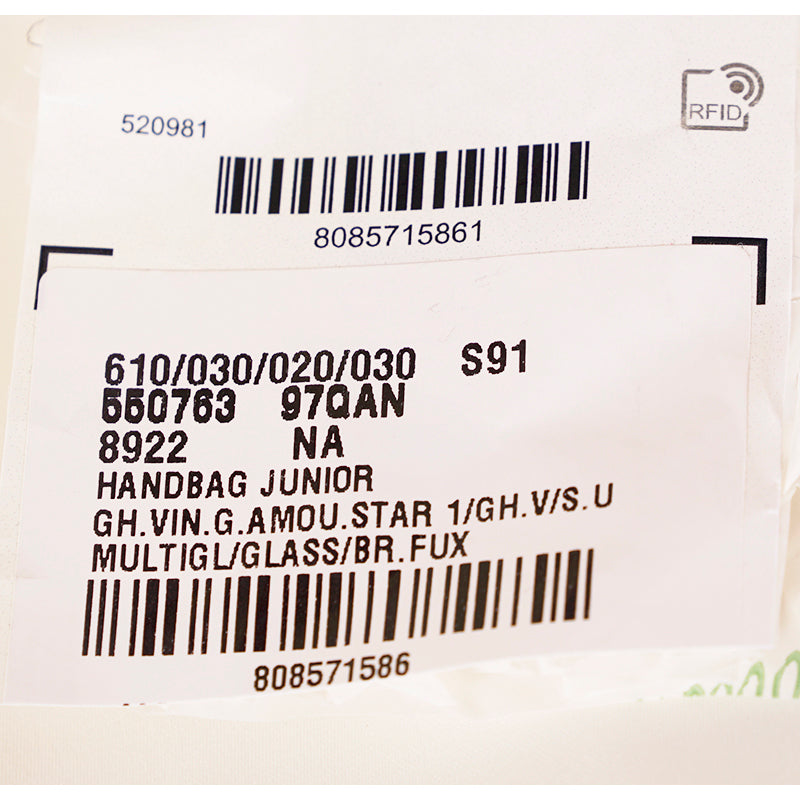 RFID
520981
8085715861
610/030/020/030 S91
550763 97QAN
8922 NA
HANDBAG JUNIOR
GH.VIN.G.AMOU.STAR 1/GH.V/S.U
MULTIGL/GLASS/BR.FUX
808571586